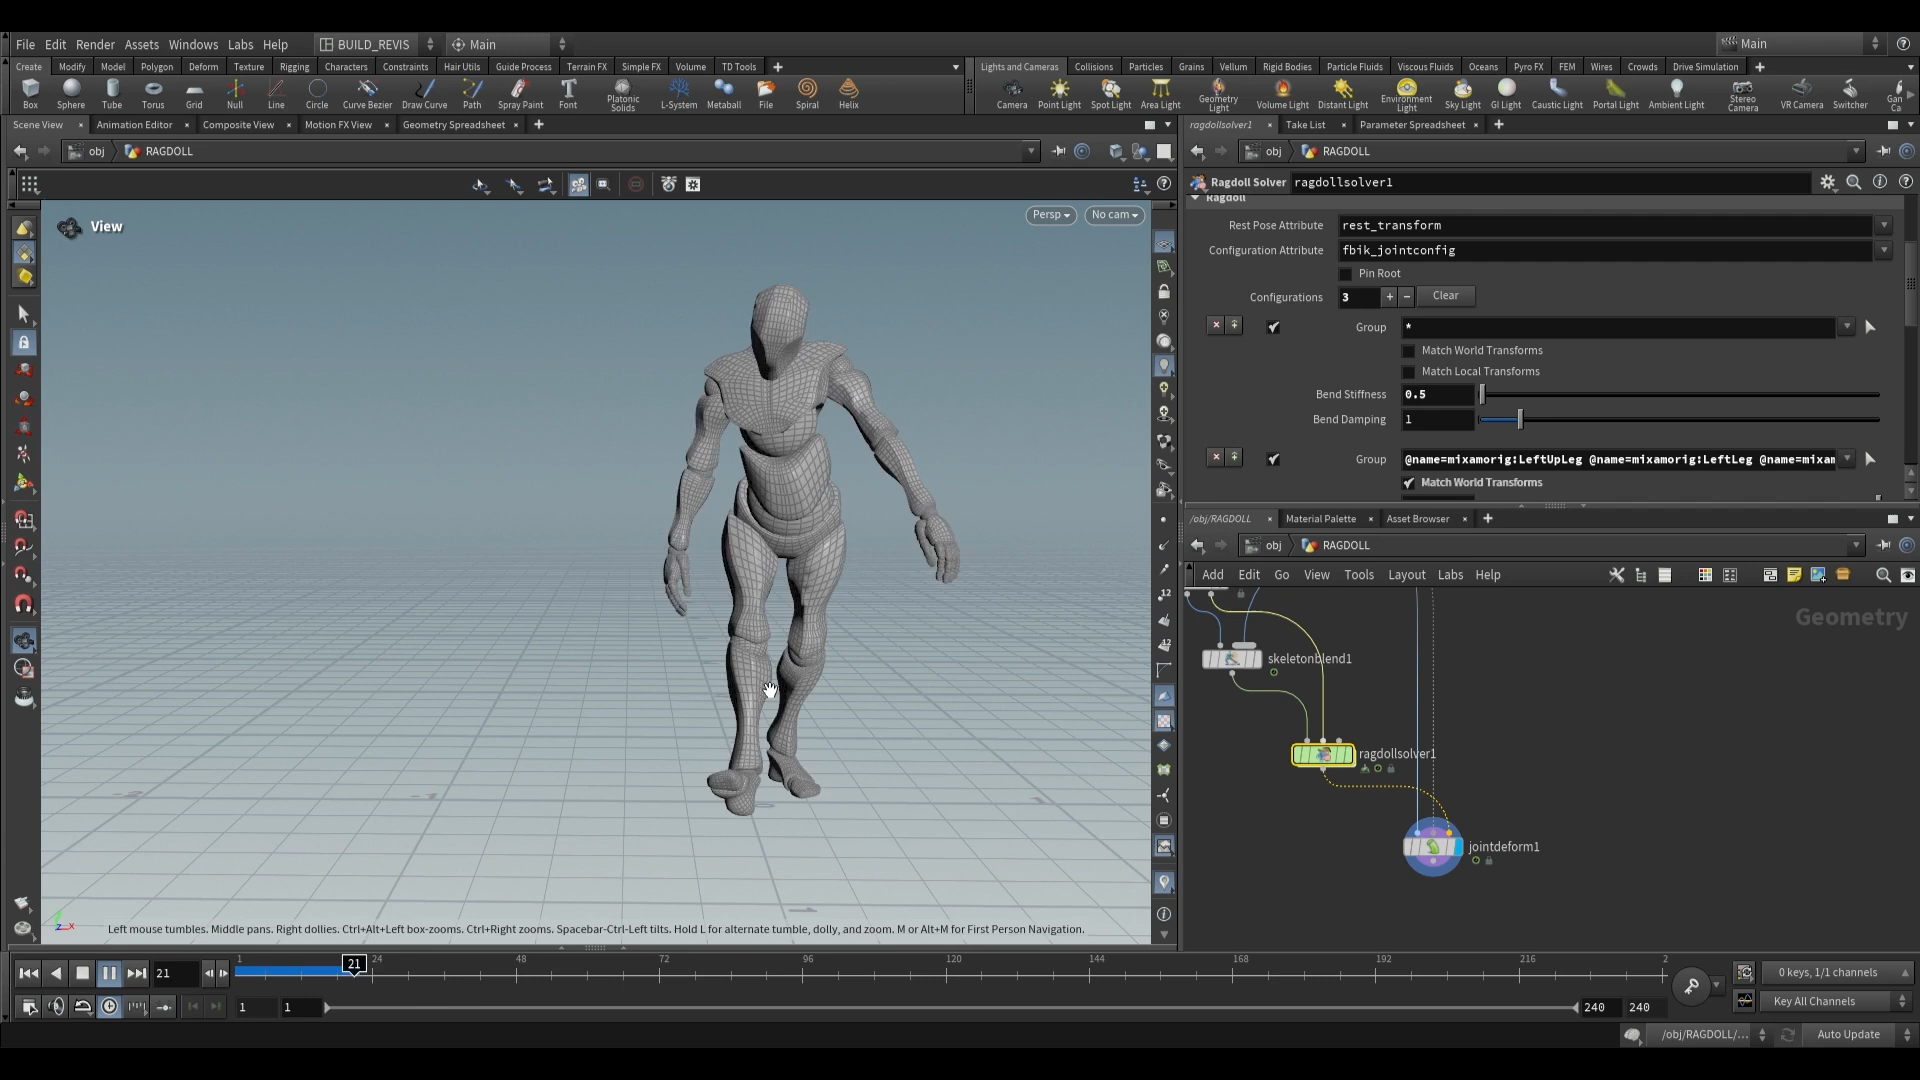 File Edit Render Assets Windows Labs Help BUILD_REVIS Main Main
Create Modify Model Polygon Deform Texture Rigging Characters Constraints Hair Utils Guide Process Terrain FX Simple FX Volume TD Tools
Lights and Cameras Collisions Particles Grains Vellum Rigid Bodies Particle Fluids Viscous Fluids Oceans Pyro FX FEM Wires Crowds Drive Simulation
Box Sphere Tube Torus Grid Null Line Circle Curve Bezier Draw Curve Path Spray Paint Font Platonic Solids L-System Metaball File Spiral Helix
Camera Point Light Spot Light Area Light Geometry Light Volume Light Distant Light Environment Light Sky Light GI Light Caustic Light Portal Light Ambient Light Stereo Camera VR Camera Switcher Gan Ca
Scene View Animation Editor Composite View Motion FX View Geometry Spreadsheet
ragdollsolver1 Take List Parameter Spreadsheet
obj RAGDOLL
obj RAGDOLL
Ragdoll Solver ragdollsolver1
Ragdoll
View
Persp
No cam
Rest Pose Attribute rest_transform
Configuration Attribute fbik_jointconfig
Pin Root
Configurations 3 + − Clear
Group *
Match World Transforms
Match Local Transforms
Bend Stiffness 0.5
Bend Damping 1
Group @name=mixamorig:LeftUpLeg @name=mixamorig:LeftLeg @name=mixam
Match World Transforms
/obj/RAGDOLL Material Palette Asset Browser
obj RAGDOLL
Add Edit Go View Tools Layout Labs Help
Geometry
skeletonblend1
ragdollsolver1
jointdeform1
12
42
z x
Left mouse tumbles. Middle pans. Right dollies. Ctrl+Alt+Left box-zooms. Ctrl+Right zooms. Spacebar-Ctrl-Left tilts. Hold L for alternate tumble, dolly, and zoom. M or Alt+M for First Person Navigation.
21 1 21 24 48 72 96 120 144 168 192 216 2
0 keys, 1/1 channels
1 1 240 240 Key All Channels
/obj/RAGDOLL/... Auto Update